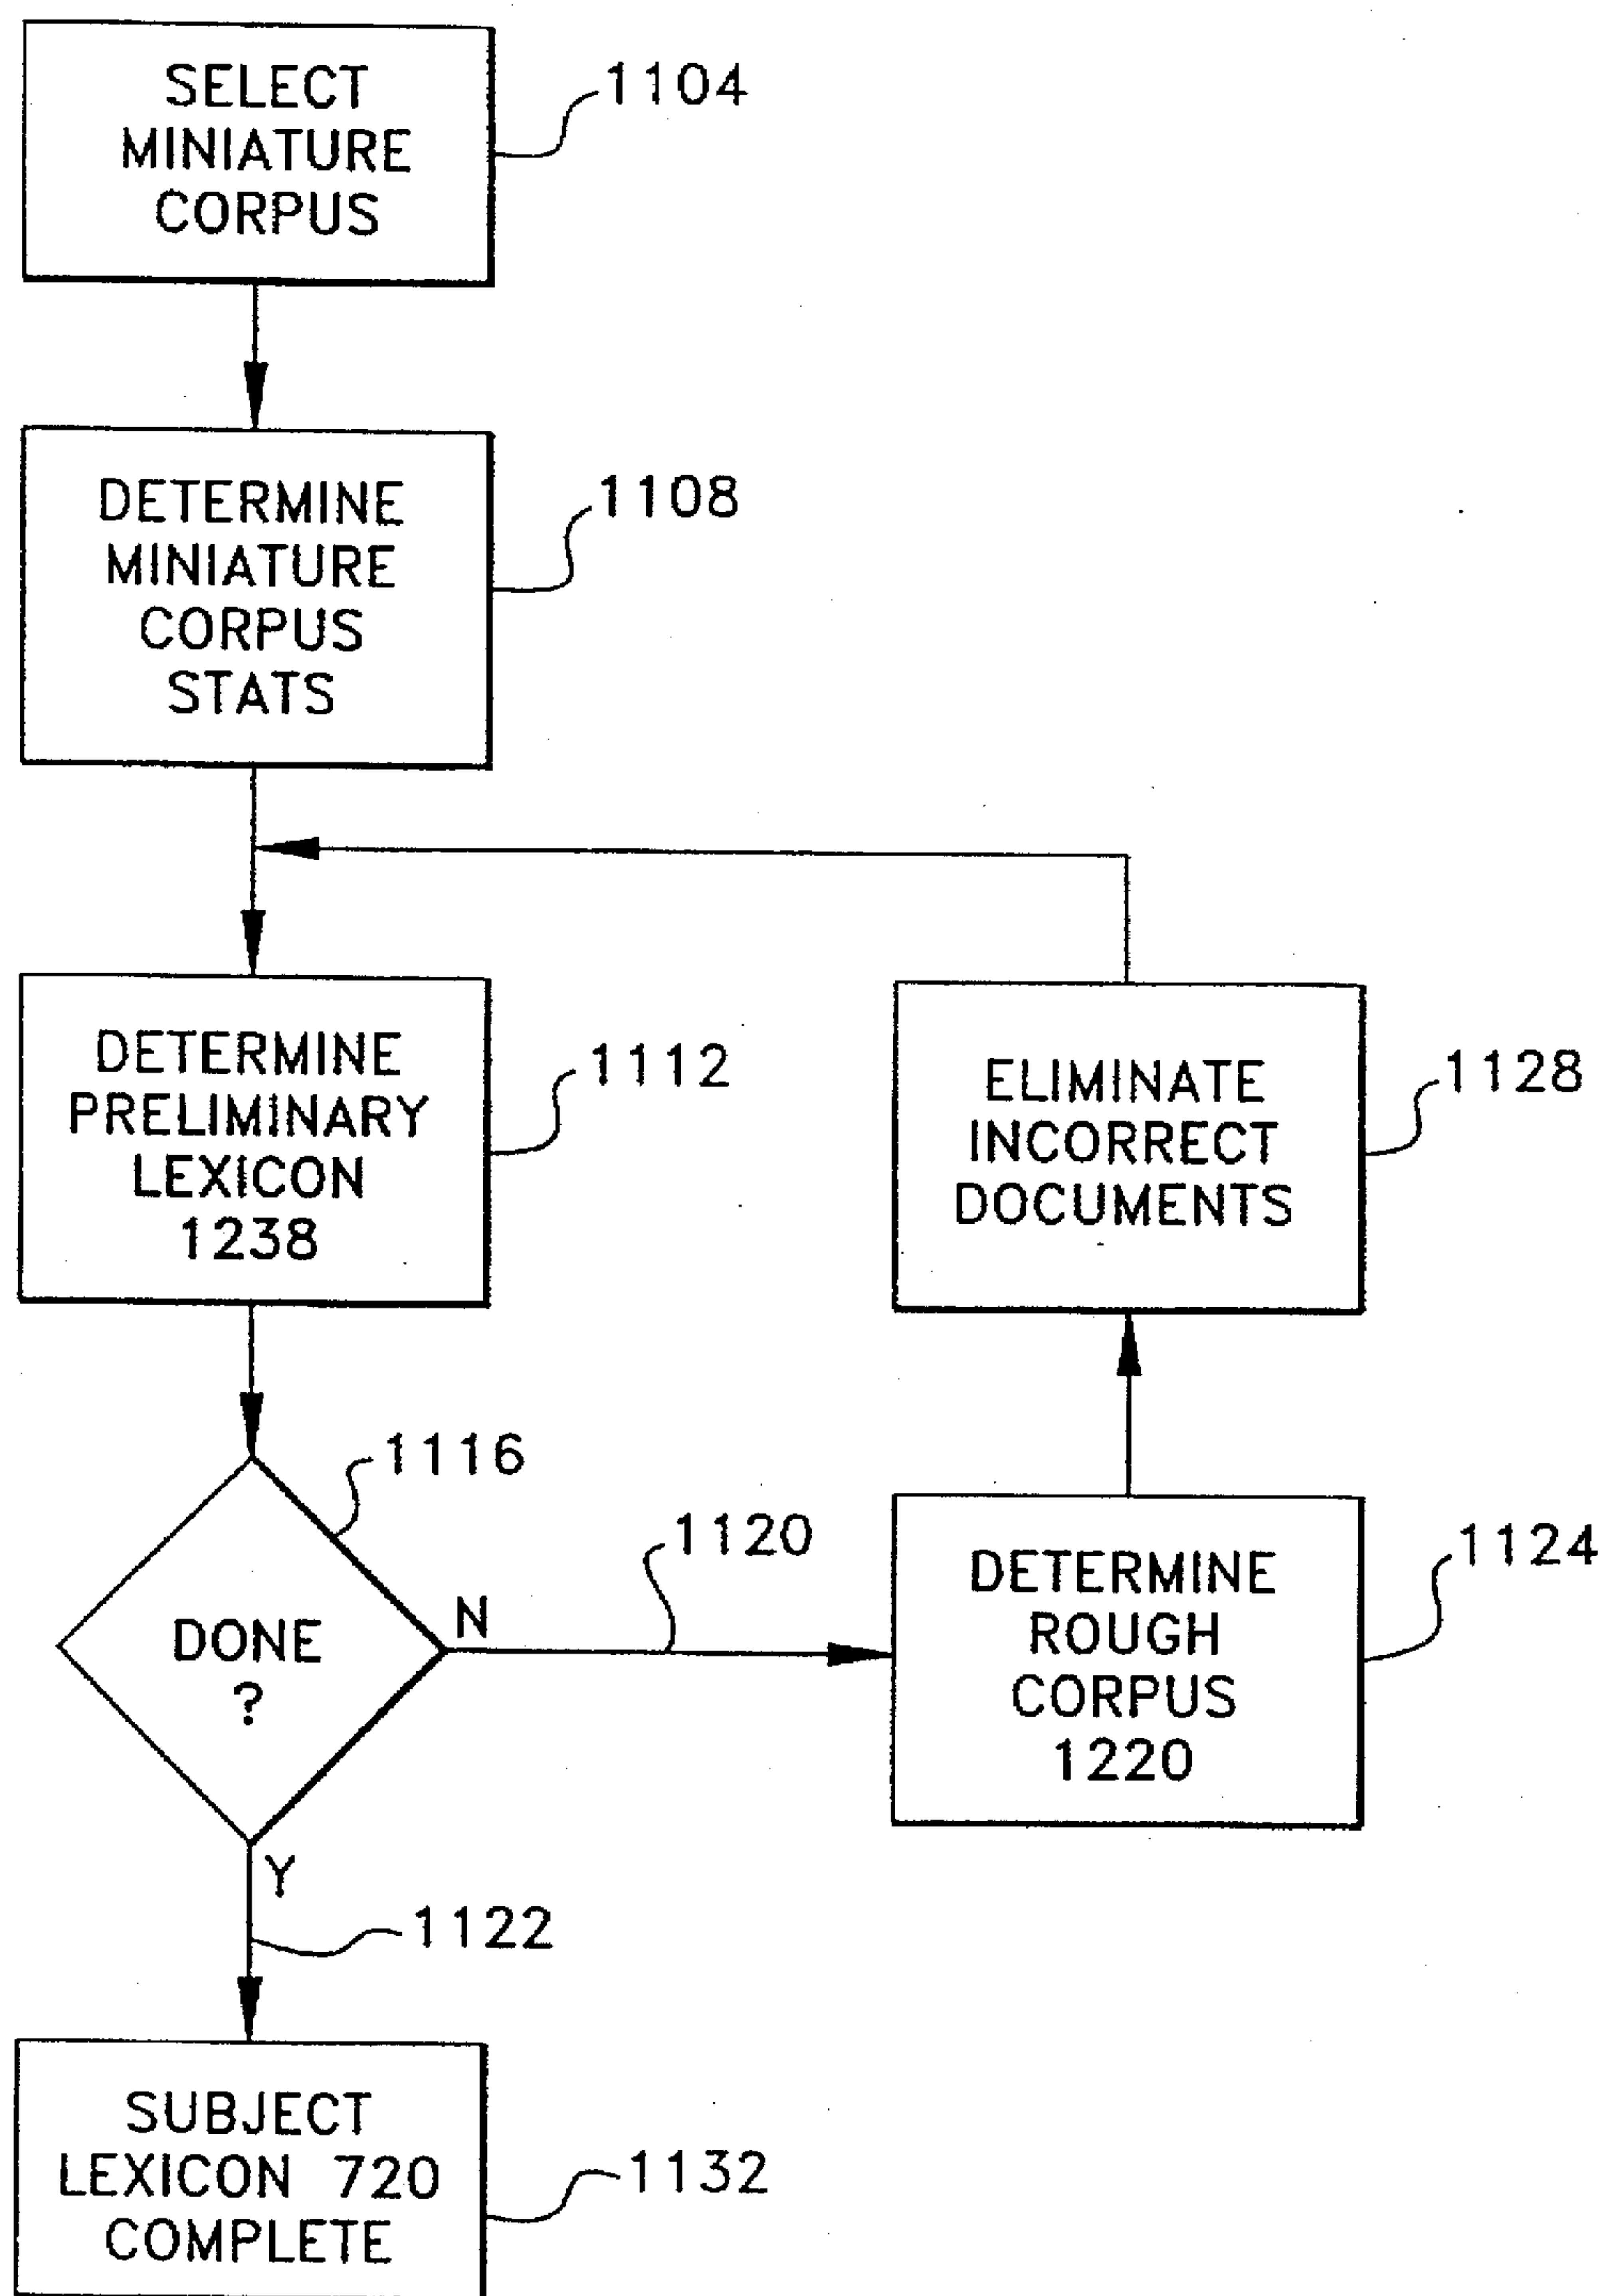 SELECT
MINIATURE
CORPUS
1104
DETERMINE
MINIATURE
CORPUS
STATS
1108
DETERMINE
PRELIMINARY
LEXICON
1238
1112
ELIMINATE
INCORRECT
DOCUMENTS
1128
DONE
?
1116
N
1120
DETERMINE
ROUGH
CORPUS
1220
1124
Y
1122
SUBJECT
LEXICON 720
COMPLETE
1132